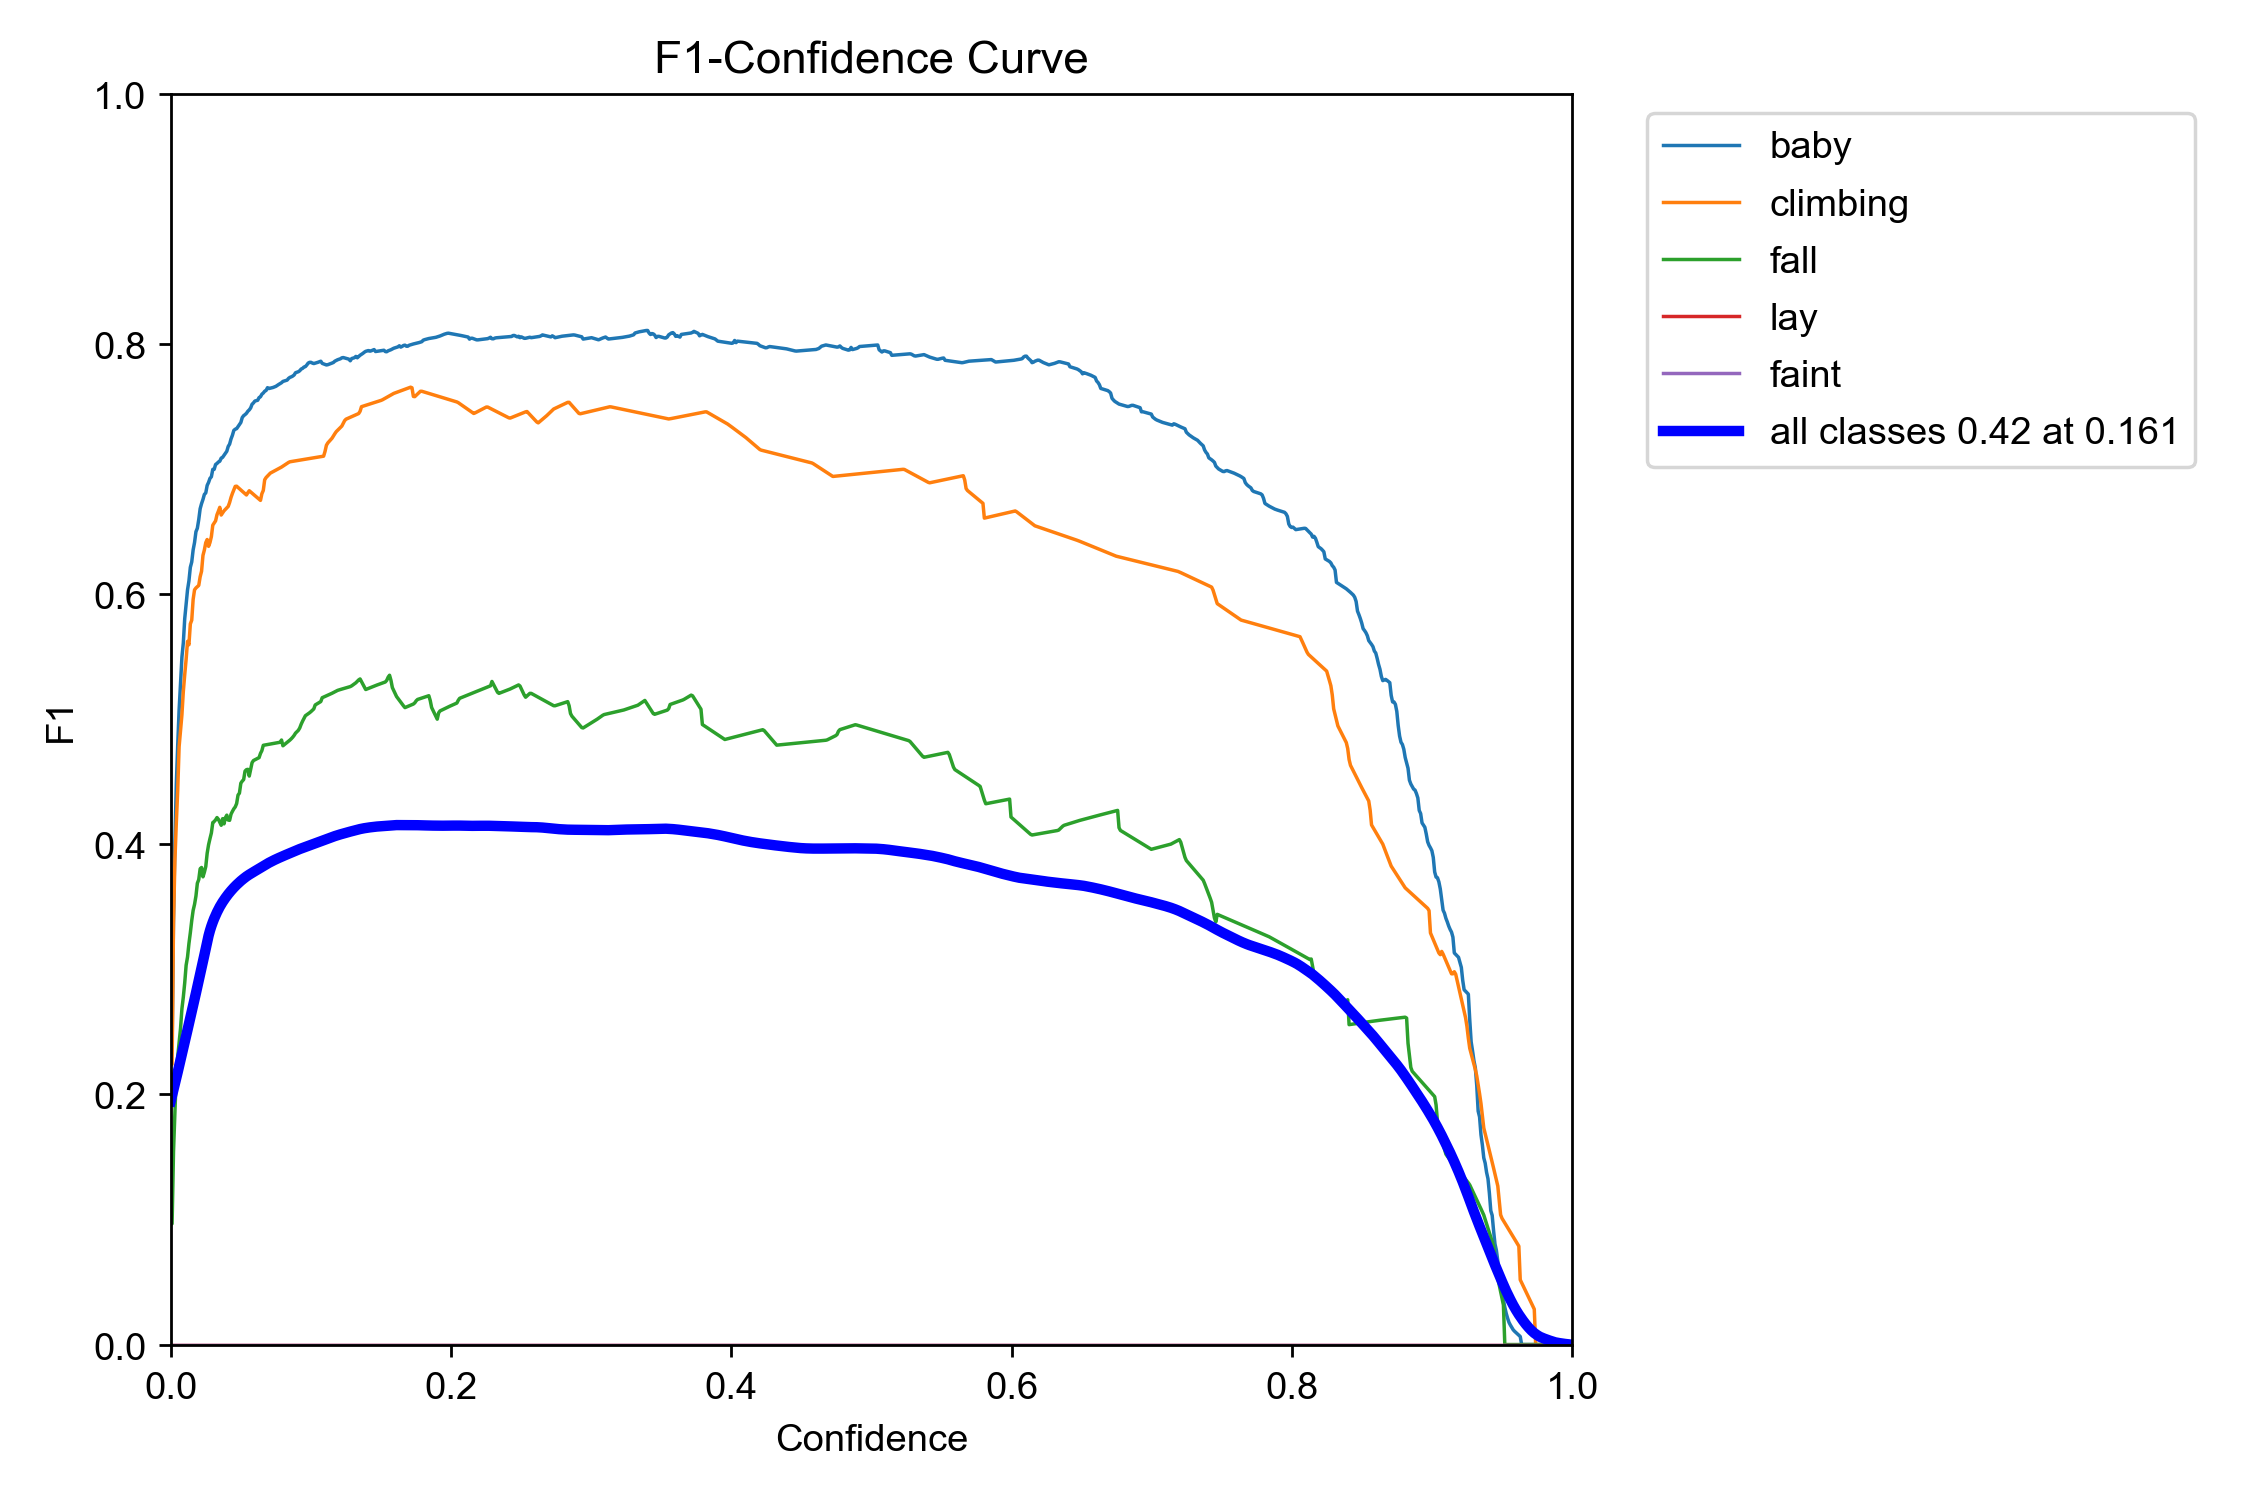 F1-Confidence Curve
1.0
0.8
0.6
0.4
0.2
0.0
F1
0.0 0.2 0.4 0.6 0.8 1.0
Confidence
baby
climbing
fall
lay
faint
all classes 0.42 at 0.161